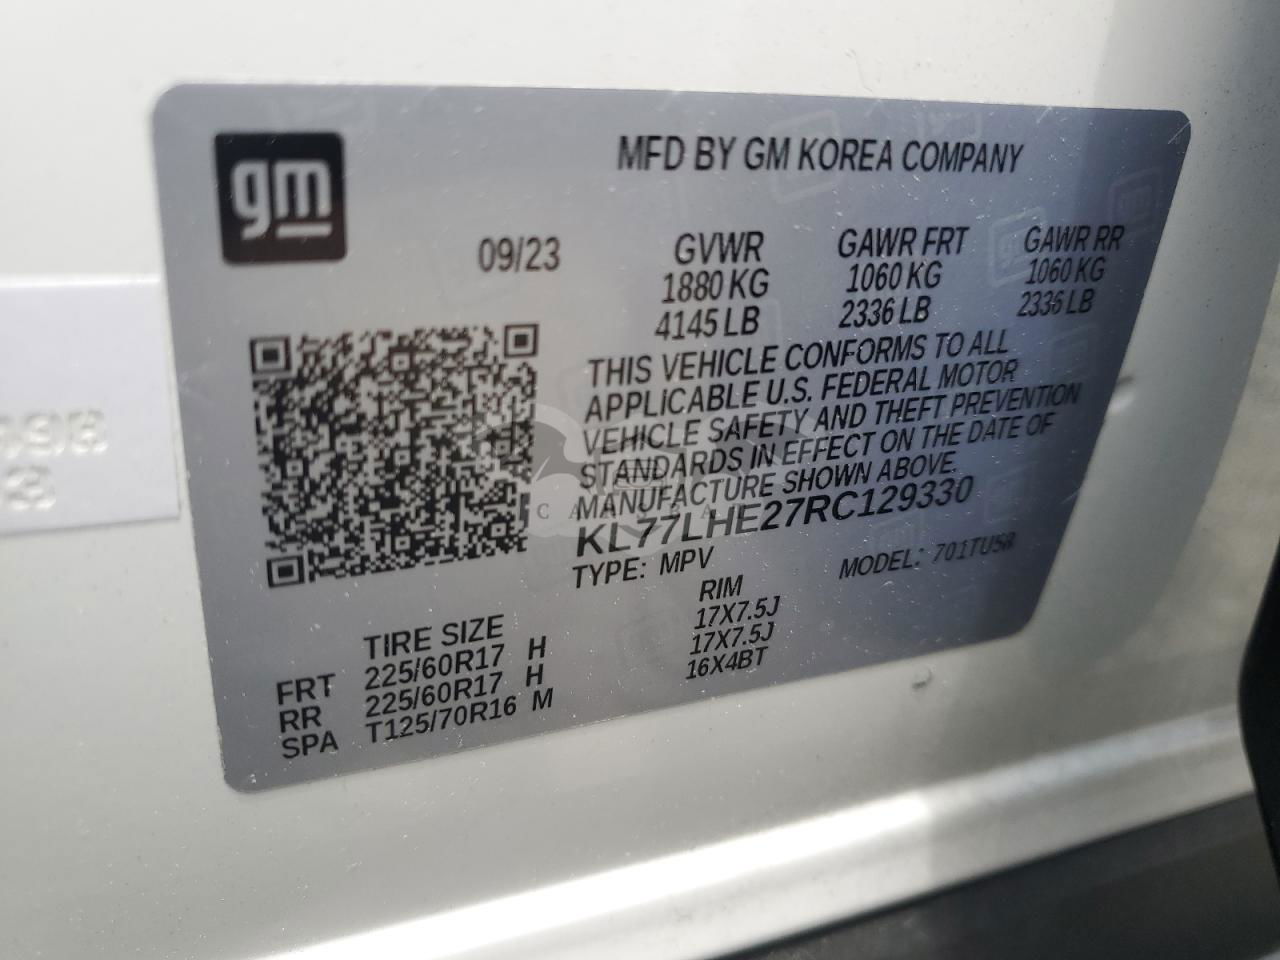 gm
MFD BY GM KOREA COMPANY
09/23
GVWR GAWR FRT GAWR RR
1880 KG 1060 KG 1060 KG
4145 LB 2336 LB 2336 LB
THIS VEHICLE CONFORMS TO ALL
APPLICABLE U.S. FEDERAL MOTOR
VEHICLE SAFETY AND THEFT PREVENTION
STANDARDS IN EFFECT ON THE DATE OF
MANUFACTURE SHOWN ABOVE.
KL77LHE27RC129330
TYPE: MPV MODEL: 701TU58
TIRE SIZE RIM
FRT 225/60R17 H 17X7.5J
RR 225/60R17 H 17X7.5J
SPA T125/70R16 M 16X4BT